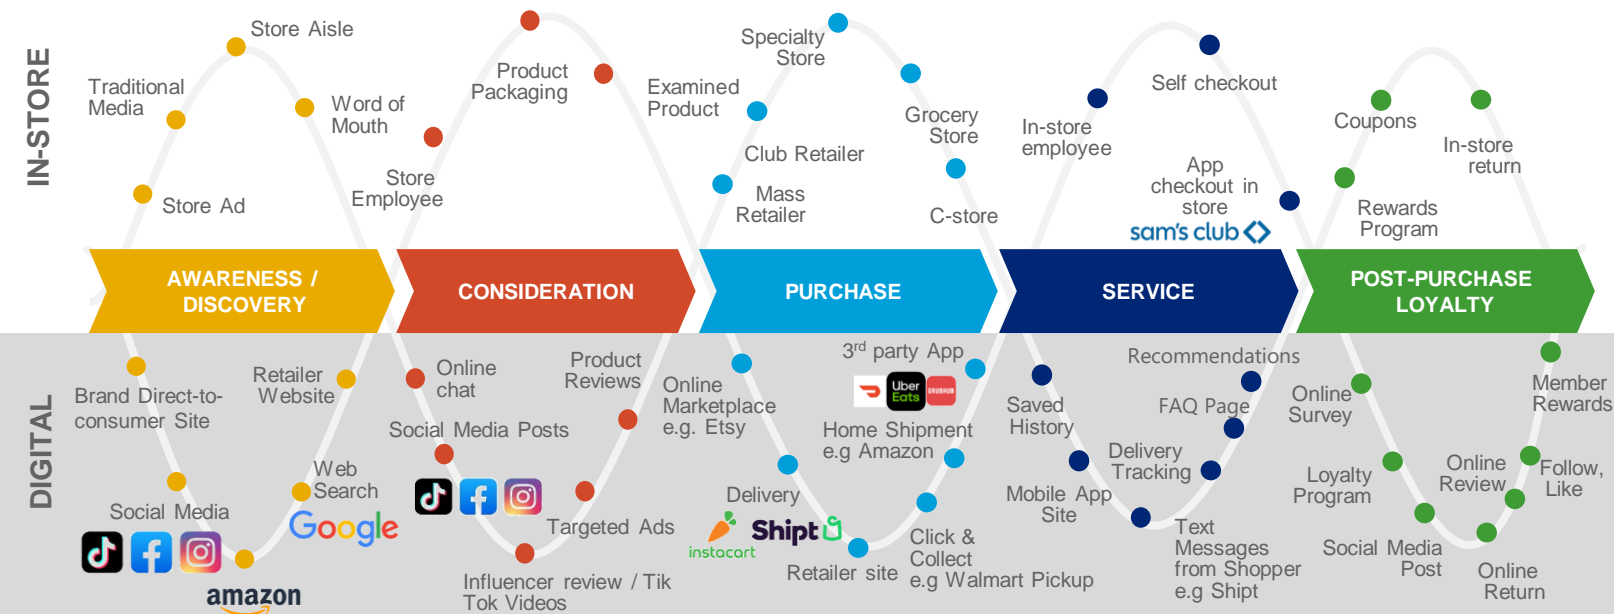 IN-STORE
Store Aisle
Traditional
Media
Word of
Mouth
Store Ad
Product
Packaging
Store
Employee
Specialty
Store
Examined
Product
Grocery
Store
Club Retailer
Mass
Retailer
C-store
Self checkout
In-store
employee
App
checkout in
store
sam's club
Coupons
In-store
return
Rewards
Program
AWARENESS /
DISCOVERY
CONSIDERATION
PURCHASE
SERVICE
POST-PURCHASE
LOYALTY
DIGITAL
Brand Direct-to-
consumer Site
Retailer
Website
Social Media
Web
Search
Google
amazon
Online
chat
Product
Reviews
Social Media Posts
Targeted Ads
Influencer review / Tik
Tok Videos
Online
Marketplace
e.g. Etsy
3rd party App
Uber
Eats
GRUBHUB
Home Shipment
e.g Amazon
Delivery
instacart
Shipt
Retailer site
Click &
Collect
e.g Walmart Pickup
Saved
History
Recommendations
FAQ Page
Delivery
Tracking
Mobile App
Site
Text
Messages
from Shopper
e.g Shipt
Online
Survey
Member
Rewards
Loyalty
Program
Online
Review
Follow,
Like
Social Media
Post
Online
Return